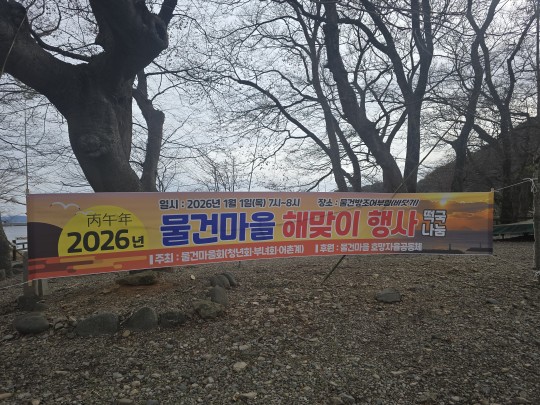 일시 : 2026년 1월 1일(목) 7시~8시 장소 : 물건방조어부림(바닷가)
丙午年
2026년
물건마을 해맞이 행사
떡국
나눔
주최 : 물건마을회(청년회·부녀회·어촌계)
후원 : 물건마을 호망자율공동체